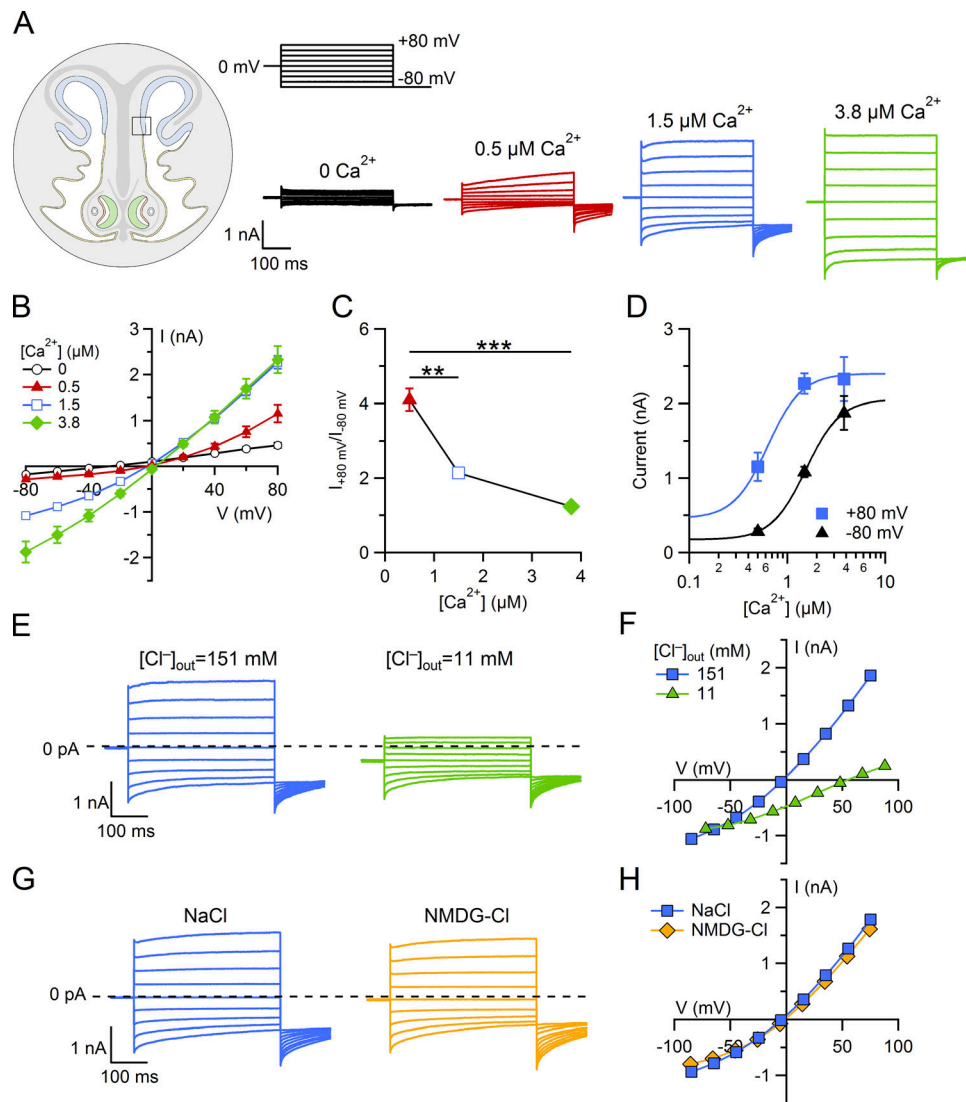 A
+80 mV
0 mV
-80 mV
0 Ca2+
0.5 µM Ca2+
1.5 µM Ca2+
3.8 µM Ca2+
1 nA
100 ms
B
I (nA)
[Ca2+] (µM)
0
0.5
1.5
3.8
3
2
1
-1
-2
-80
-40
40
80
V (mV)
C
I+80 mV/I-80 mV
6
4
2
0
***
**
0
1
2
3
4
[Ca2+] (µM)
D
Current (nA)
3
2
1
0
+80 mV
-80 mV
0.1
2
4
6
1
2
4
6
10
[Ca2+] (µM)
E
[Cl–]out=151 mM
[Cl–]out=11 mM
0 pA
1 nA
100 ms
F
[Cl–]out (mM)
151
11
I (nA)
2
1
-1
V (mV)
-100
-50
50
100
G
NaCl
NMDG-Cl
0 pA
1 nA
100 ms
H
NaCl
NMDG-Cl
I (nA)
2
1
-1
V (mV)
-100
-50
50
100